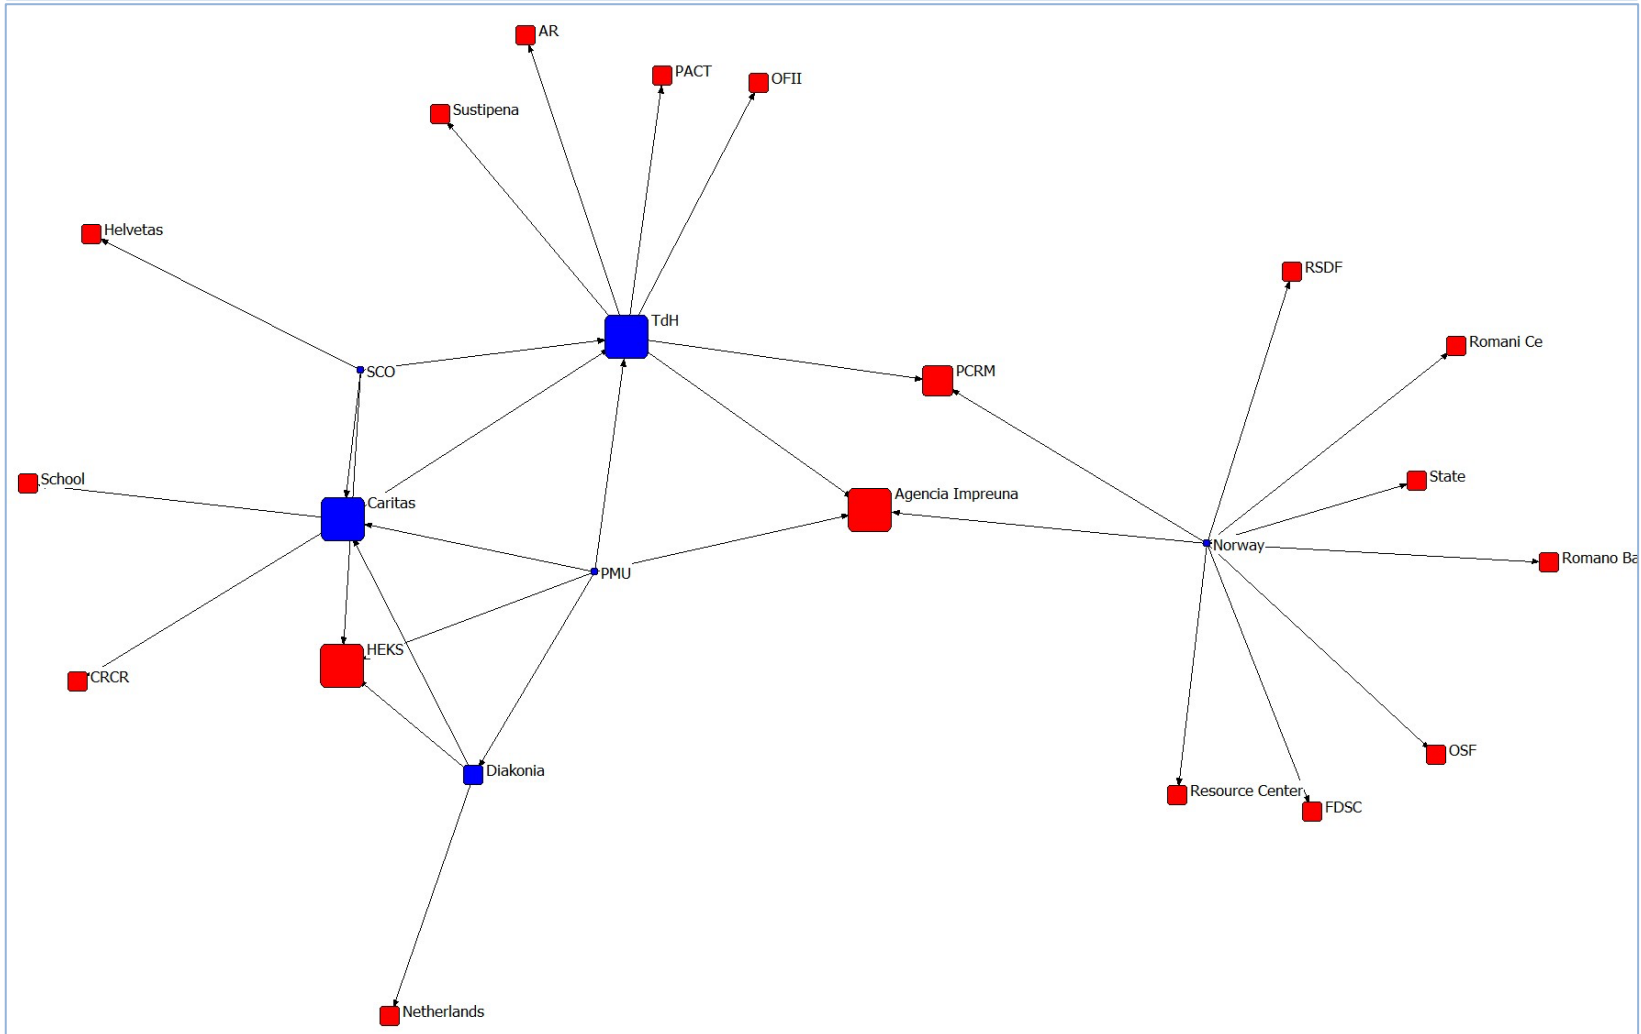 AR
PACT
OFII
Sustipena
Helvetas
RSDF
TdH
Romani Ce
SCO
PCRM
School
State
Agencia Impreuna
Caritas
Norway
Romano Ba
PMU
HEKS
CRCR
OSF
Diakonia
Resource Center
FDSC
Netherlands